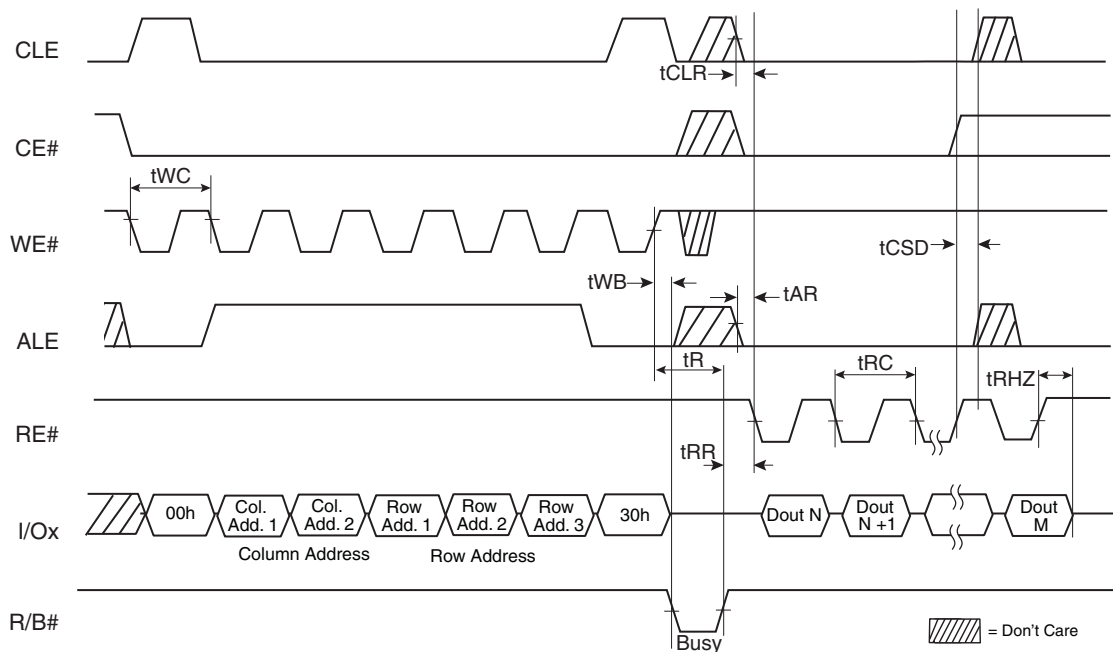 CLE
tCLR
CE#
tWC
WE#
tCSD
tWB
tAR
ALE
tR
tRC
tRHZ
RE#
tRR
I/Ox
00h
Col.
Add. 1
Col.
Add. 2
Row
Add. 1
Row
Add. 2
Row
Add. 3
30h
Dout N
Dout
N +1
Dout
M
Column Address
Row Address
R/B#
Busy
= Don't Care